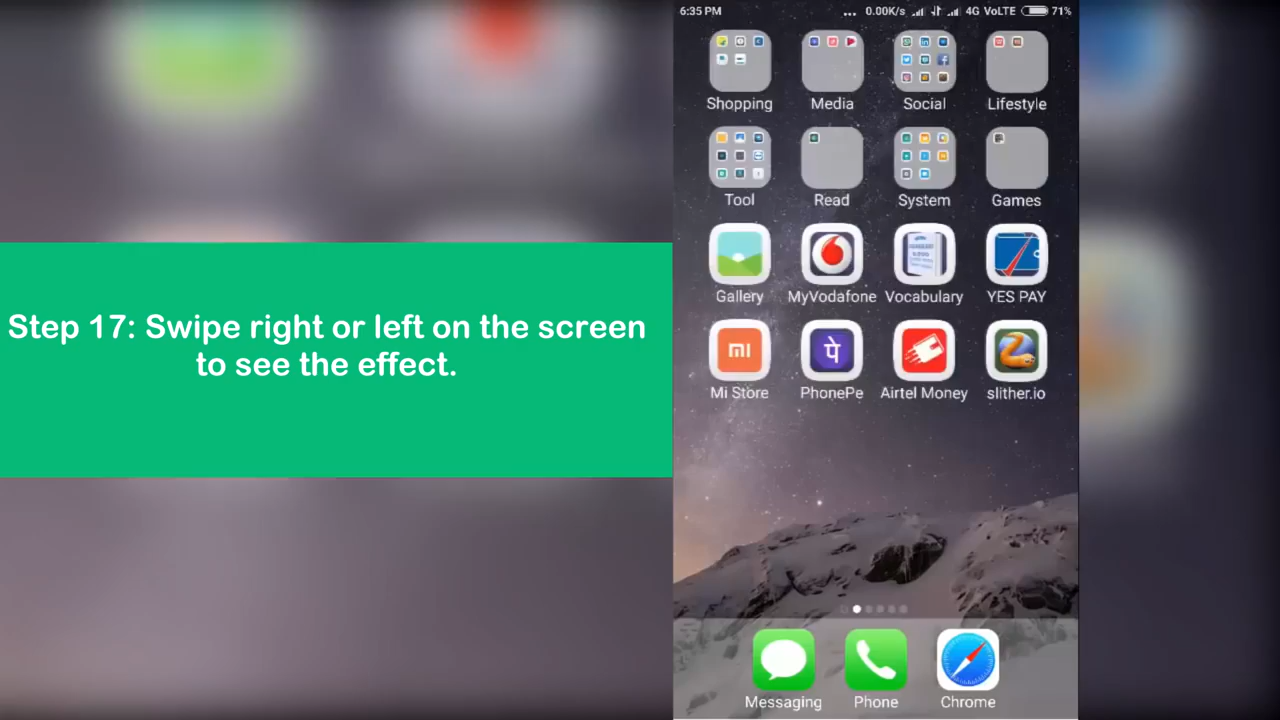 6:35 PM ... 0.00K/s 4G VoLTE 71%
Shopping Media Social Lifestyle
Tool Read System Games
Step 17: Swipe right or left on the screen
to see the effect.
Gallery MyVodafone Vocabulary YES PAY
mi पे
Mi Store PhonePe Airtel Money slither.io
Messaging Phone Chrome